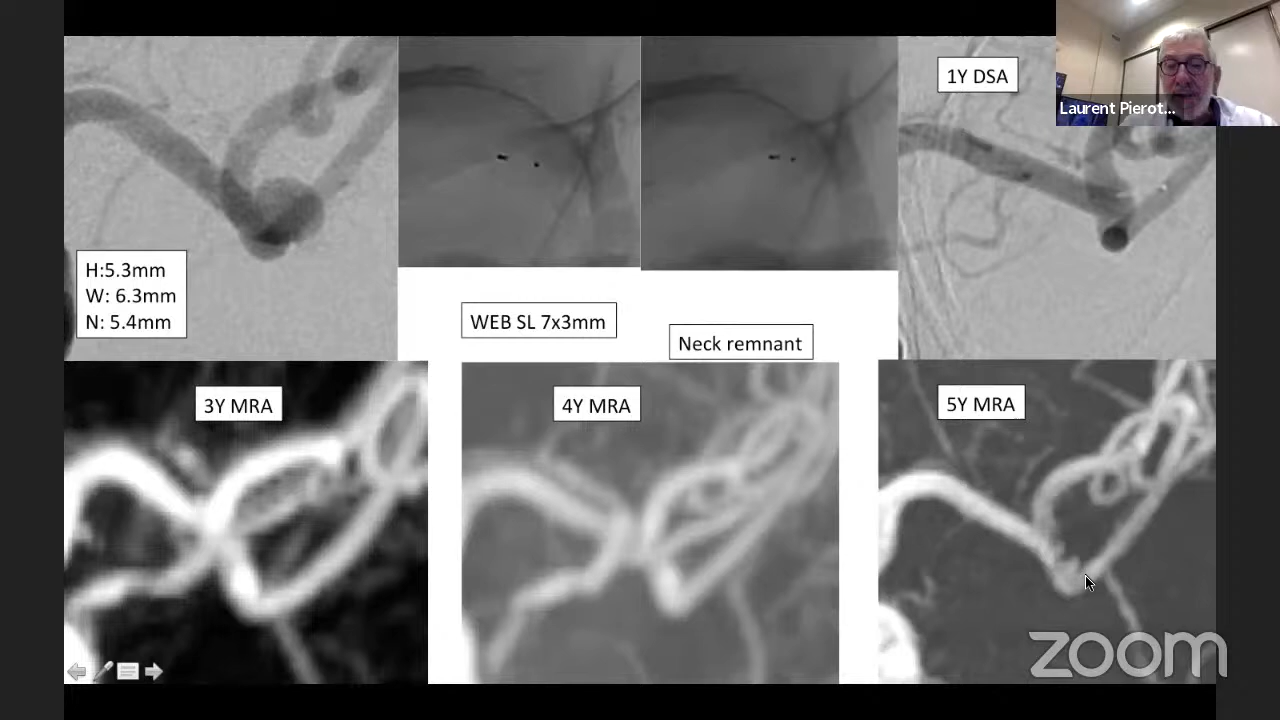 1Y DSA
Laurent Pierot...
H:5.3mm
W: 6.3mm
N: 5.4mm
WEB SL 7x3mm
Neck remnant
3Y MRA
4Y MRA
5Y MRA
zoom